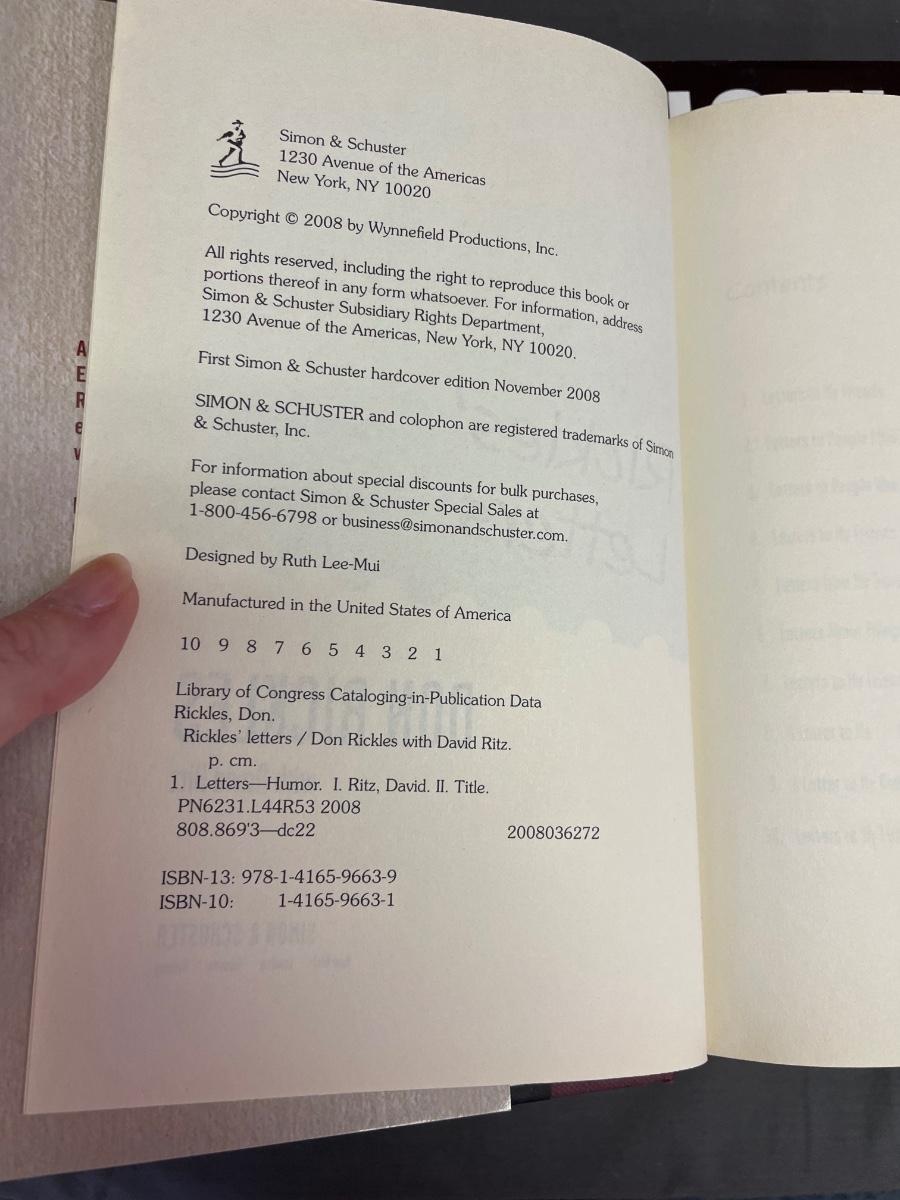 Simon & Schuster
1230 Avenue of the Americas
New York, NY 10020
Copyright © 2008 by Wynnefield Productions, Inc.
All rights reserved, including the right to reproduce this book or
portions thereof in any form whatsoever. For information, address
Simon & Schuster Subsidiary Rights Department,
1230 Avenue of the Americas, New York, NY 10020.
First Simon & Schuster hardcover edition November 2008
SIMON & SCHUSTER and colophon are registered trademarks of Simon
& Schuster, Inc.
For information about special discounts for bulk purchases,
please contact Simon & Schuster Special Sales at
1-800-456-6798 or business@simonandschuster.com.
Designed by Ruth Lee-Mui
Manufactured in the United States of America
10 9 8 7 6 5 4 3 2 1
Library of Congress Cataloging-in-Publication Data
Rickles, Don.
Rickles' letters / Don Rickles with David Ritz.
p. cm.
1. Letters—Humor. I. Ritz, David. II. Title.
PN6231.L44R53 2008
808.869'3—dc22 2008036272
ISBN-13: 978-1-4165-9663-9
ISBN-10: 1-4165-9663-1
Contents